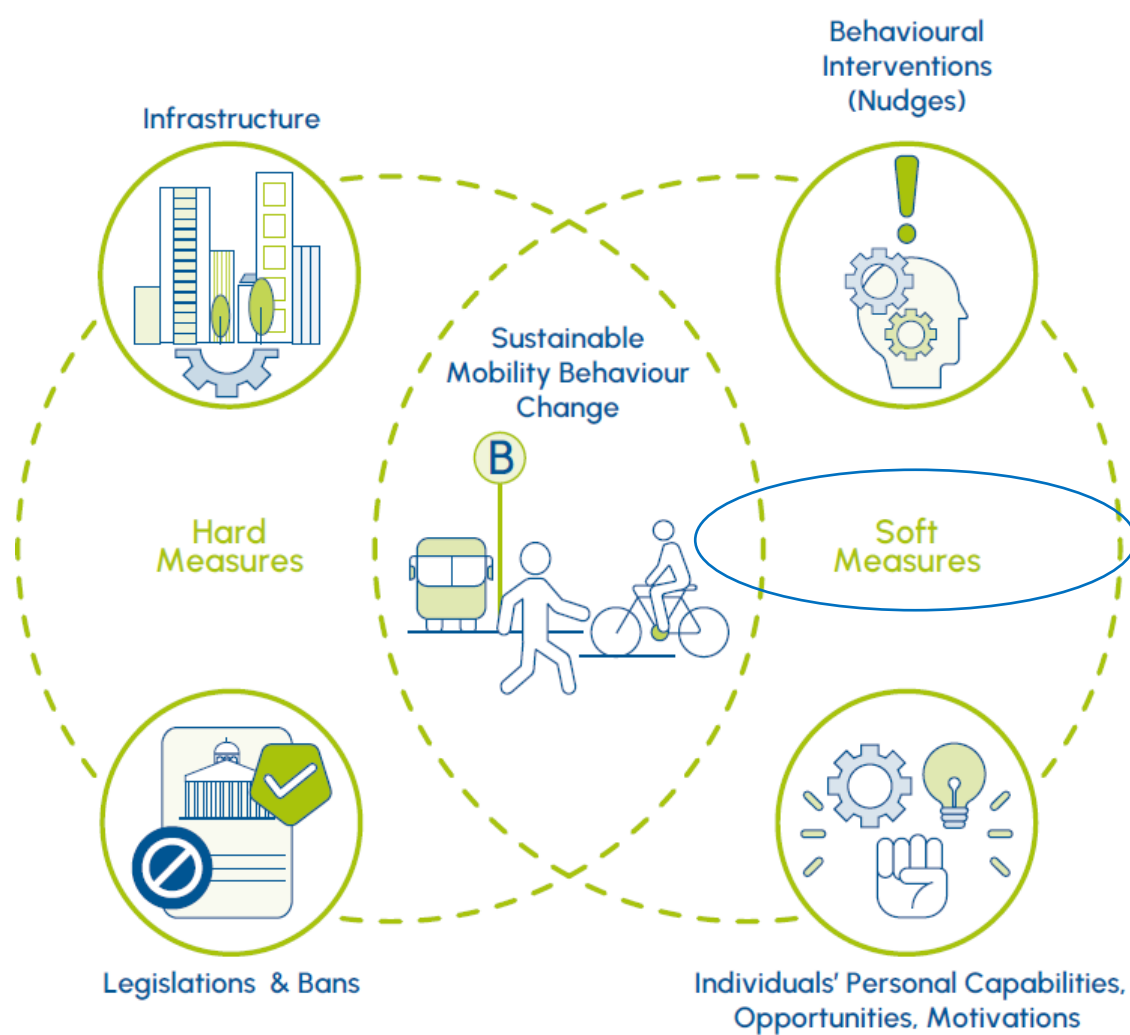 Behavioural
Interventions
(Nudges)
Infrastructure
Sustainable
Mobility Behaviour
Change
B
Hard
Measures
Soft
Measures
Legislations & Bans
Individuals' Personal Capabilities,
Opportunities, Motivations